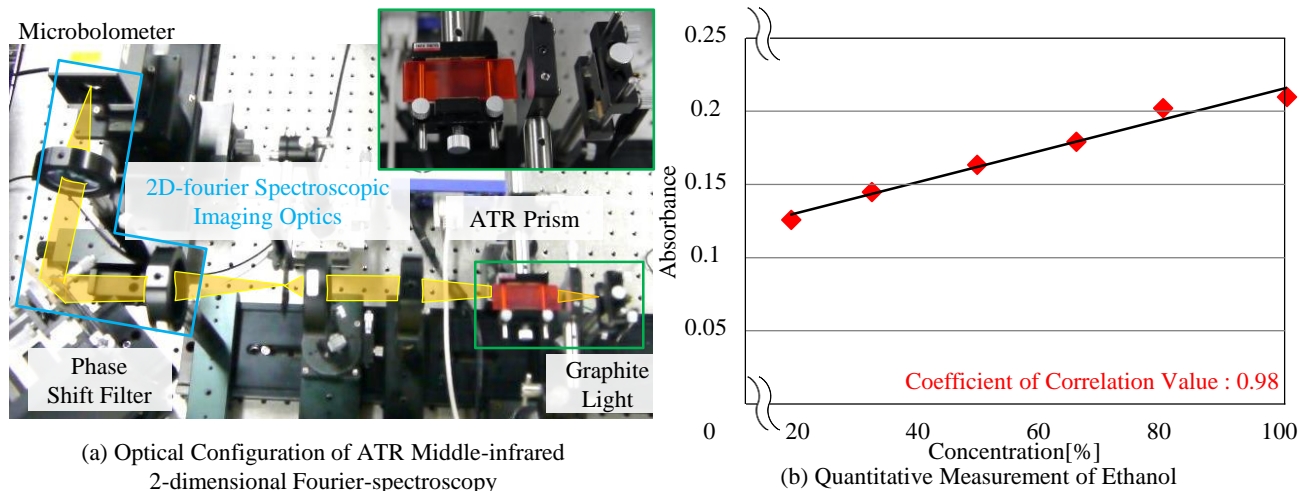 Microbolometer
2D-fourier Spectroscopic
Imaging Optics
ATR Prism
Phase
Shift Filter
Graphite
Light
(a) Optical Configuration of ATR Middle-infrared
2-dimensional Fourier-spectroscopy
0.25
0.2
0.15
0.1
0.05
Absorbance
Coefficient of Correlation Value : 0.98
0
20
40
60
80
100
Concentration[%]
(b) Quantitative Measurement of Ethanol